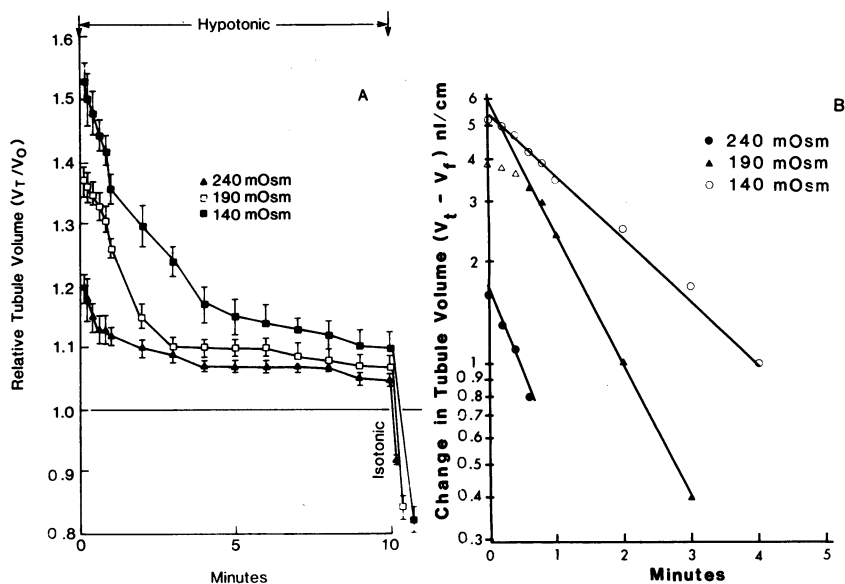 Hypotonic
A
Relative Tubule Volume (VT/VO)
1.6
1.5
1.4
1.3
1.2
1.1
1.0
0.9
0.8
240 mOsm
190 mOsm
140 mOsm
Isotonic
0
5
10
Minutes
B
Change in Tubule Volume (Vt - Vf) nl/cm
6
5
4
3
2
1
0.9
0.8
0.7
0.6
0.5
0.4
0.3
240 mOsm
190 mOsm
140 mOsm
0
1
2
3
4
5
Minutes